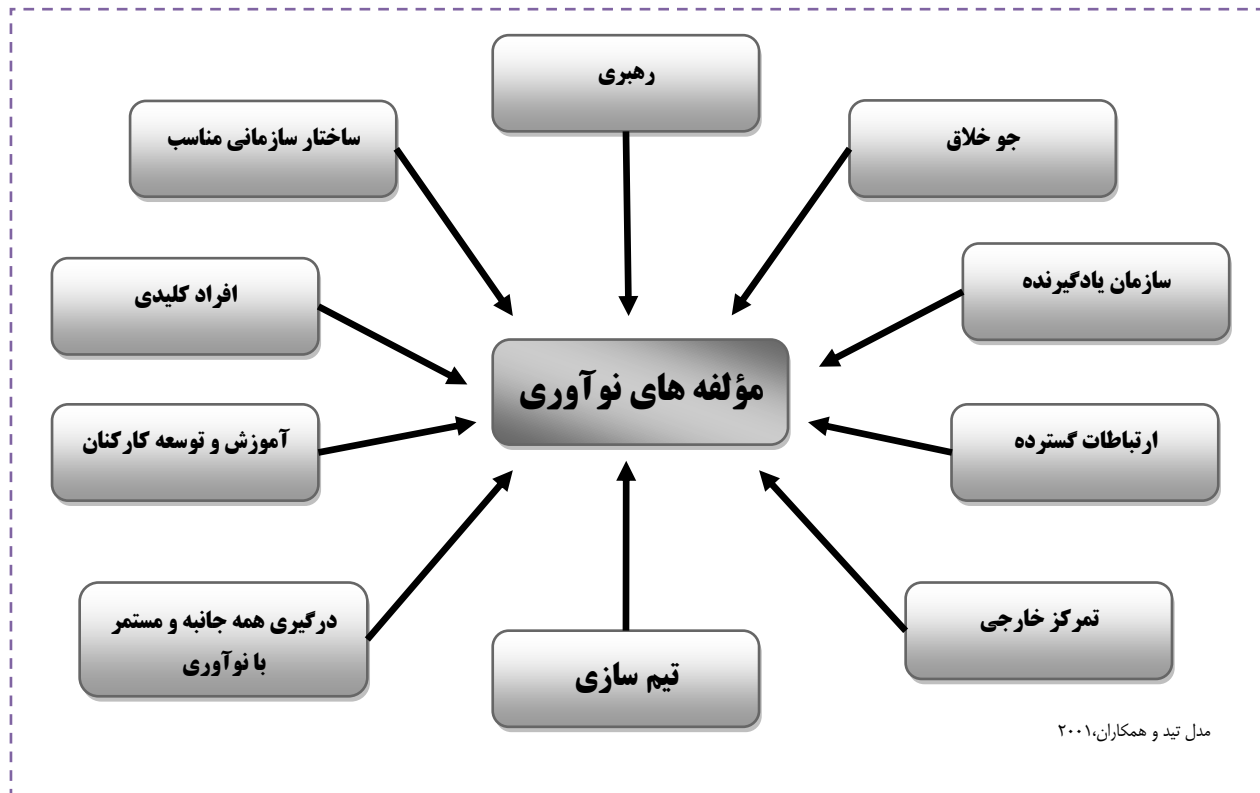 رهبری
جو خلاق
ساختار سازمانی مناسب
سازمان یادگیرنده
افراد کلیدی
مؤلفه های نوآوری
ارتباطات گسترده
آموزش و توسعه کارکنان
تمرکز خارجی
درگیری همه جانبه و مستمر
با نوآوری
تیم سازی
مدل تید و همکاران،۲۰۰۱